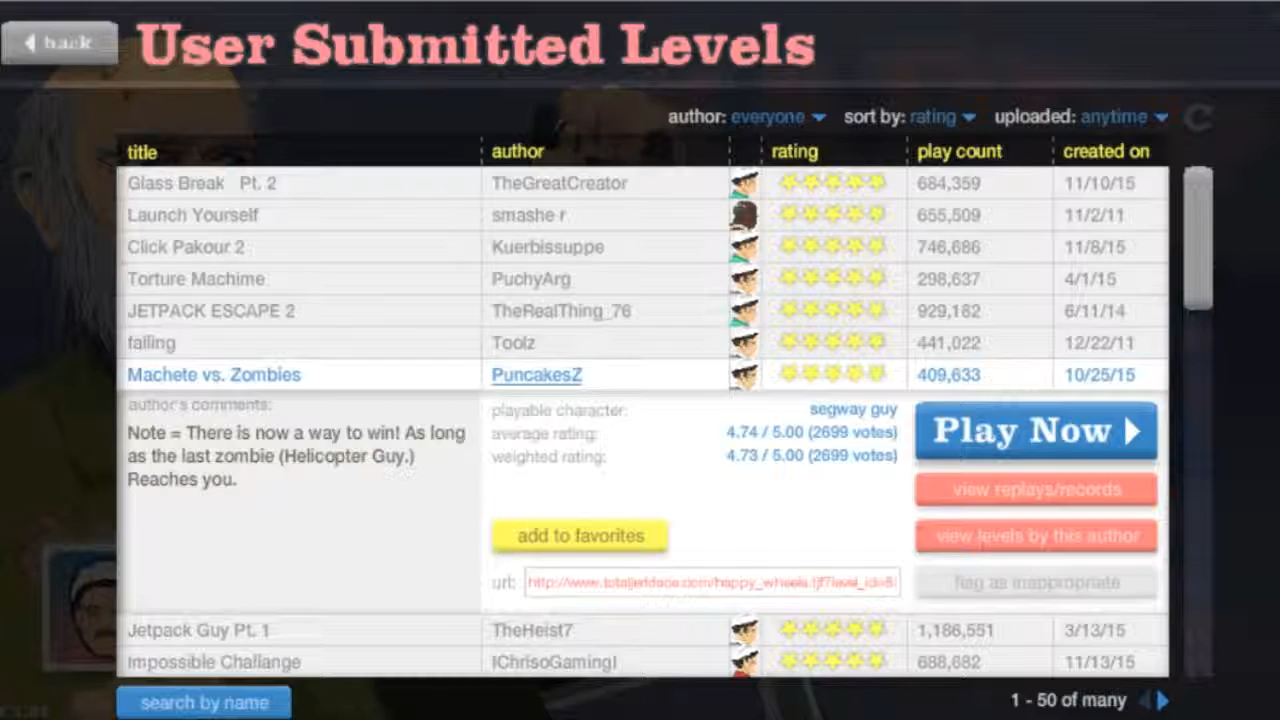 back
User Submitted Levels
author: everyone sort by: rating uploaded: anytime
title author rating play count created on
Glass Break Pt. 2 TheGreatCreator 684,359 11/10/15
Launch Yourself smashe r 655,509 11/2/11
Click Pakour 2 Kuerbissuppe 746,686 11/8/15
Torture Machime PuchyArg 298,637 4/1/15
JETPACK ESCAPE 2 TheRealThing_76 929,182 6/11/14
falling Toolz 441,022 12/22/11
Machete vs. Zombies PuncakesZ 409,633 10/25/15
author's comments:
Note = There is now a way to win! As long
as the last zombie (Helicopter Guy.)
Reaches you.
playable character: segway guy
average rating: 4.74 / 5.00 (2699 votes)
weighted rating: 4.73 / 5.00 (2699 votes)
add to favorites
url: http://www.totaljerkface.com/happy_wheels.tjf?level_id=8
Play Now
view replays/records
view levels by this author
flag as inappropriate
Jetpack Guy Pt. 1 TheHeist7 1,186,551 3/13/15
Impossible Challange IChrisoGamingI 688,682 11/13/15
search by name
1 - 50 of many